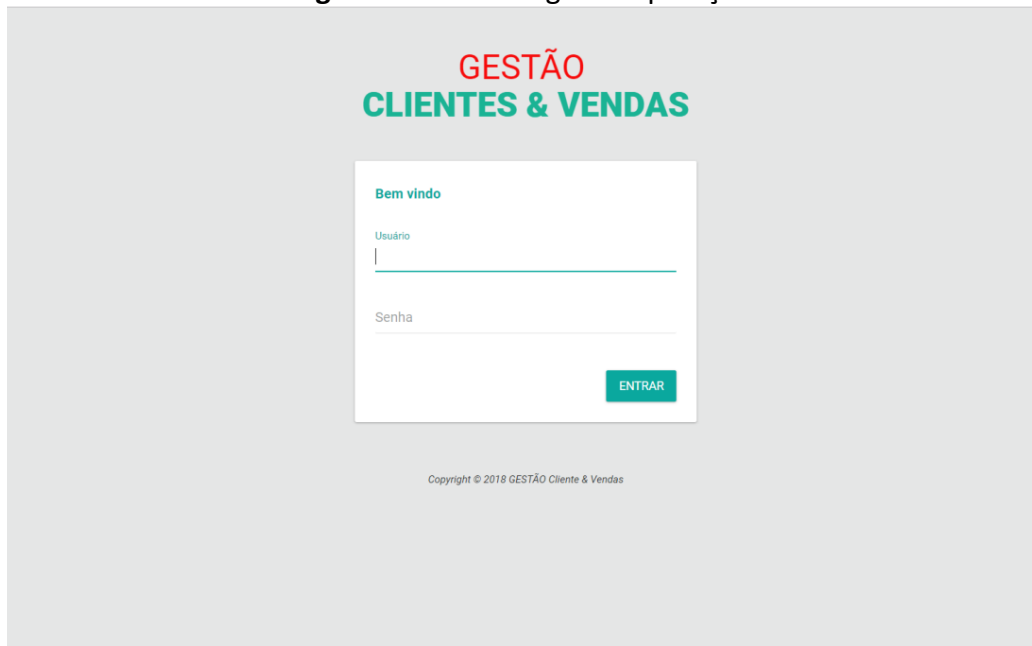 GESTÃO
CLIENTES & VENDAS
Bem vindo
Usuário
Senha
ENTRAR
Copyright © 2018 GESTÃO Cliente & Vendas